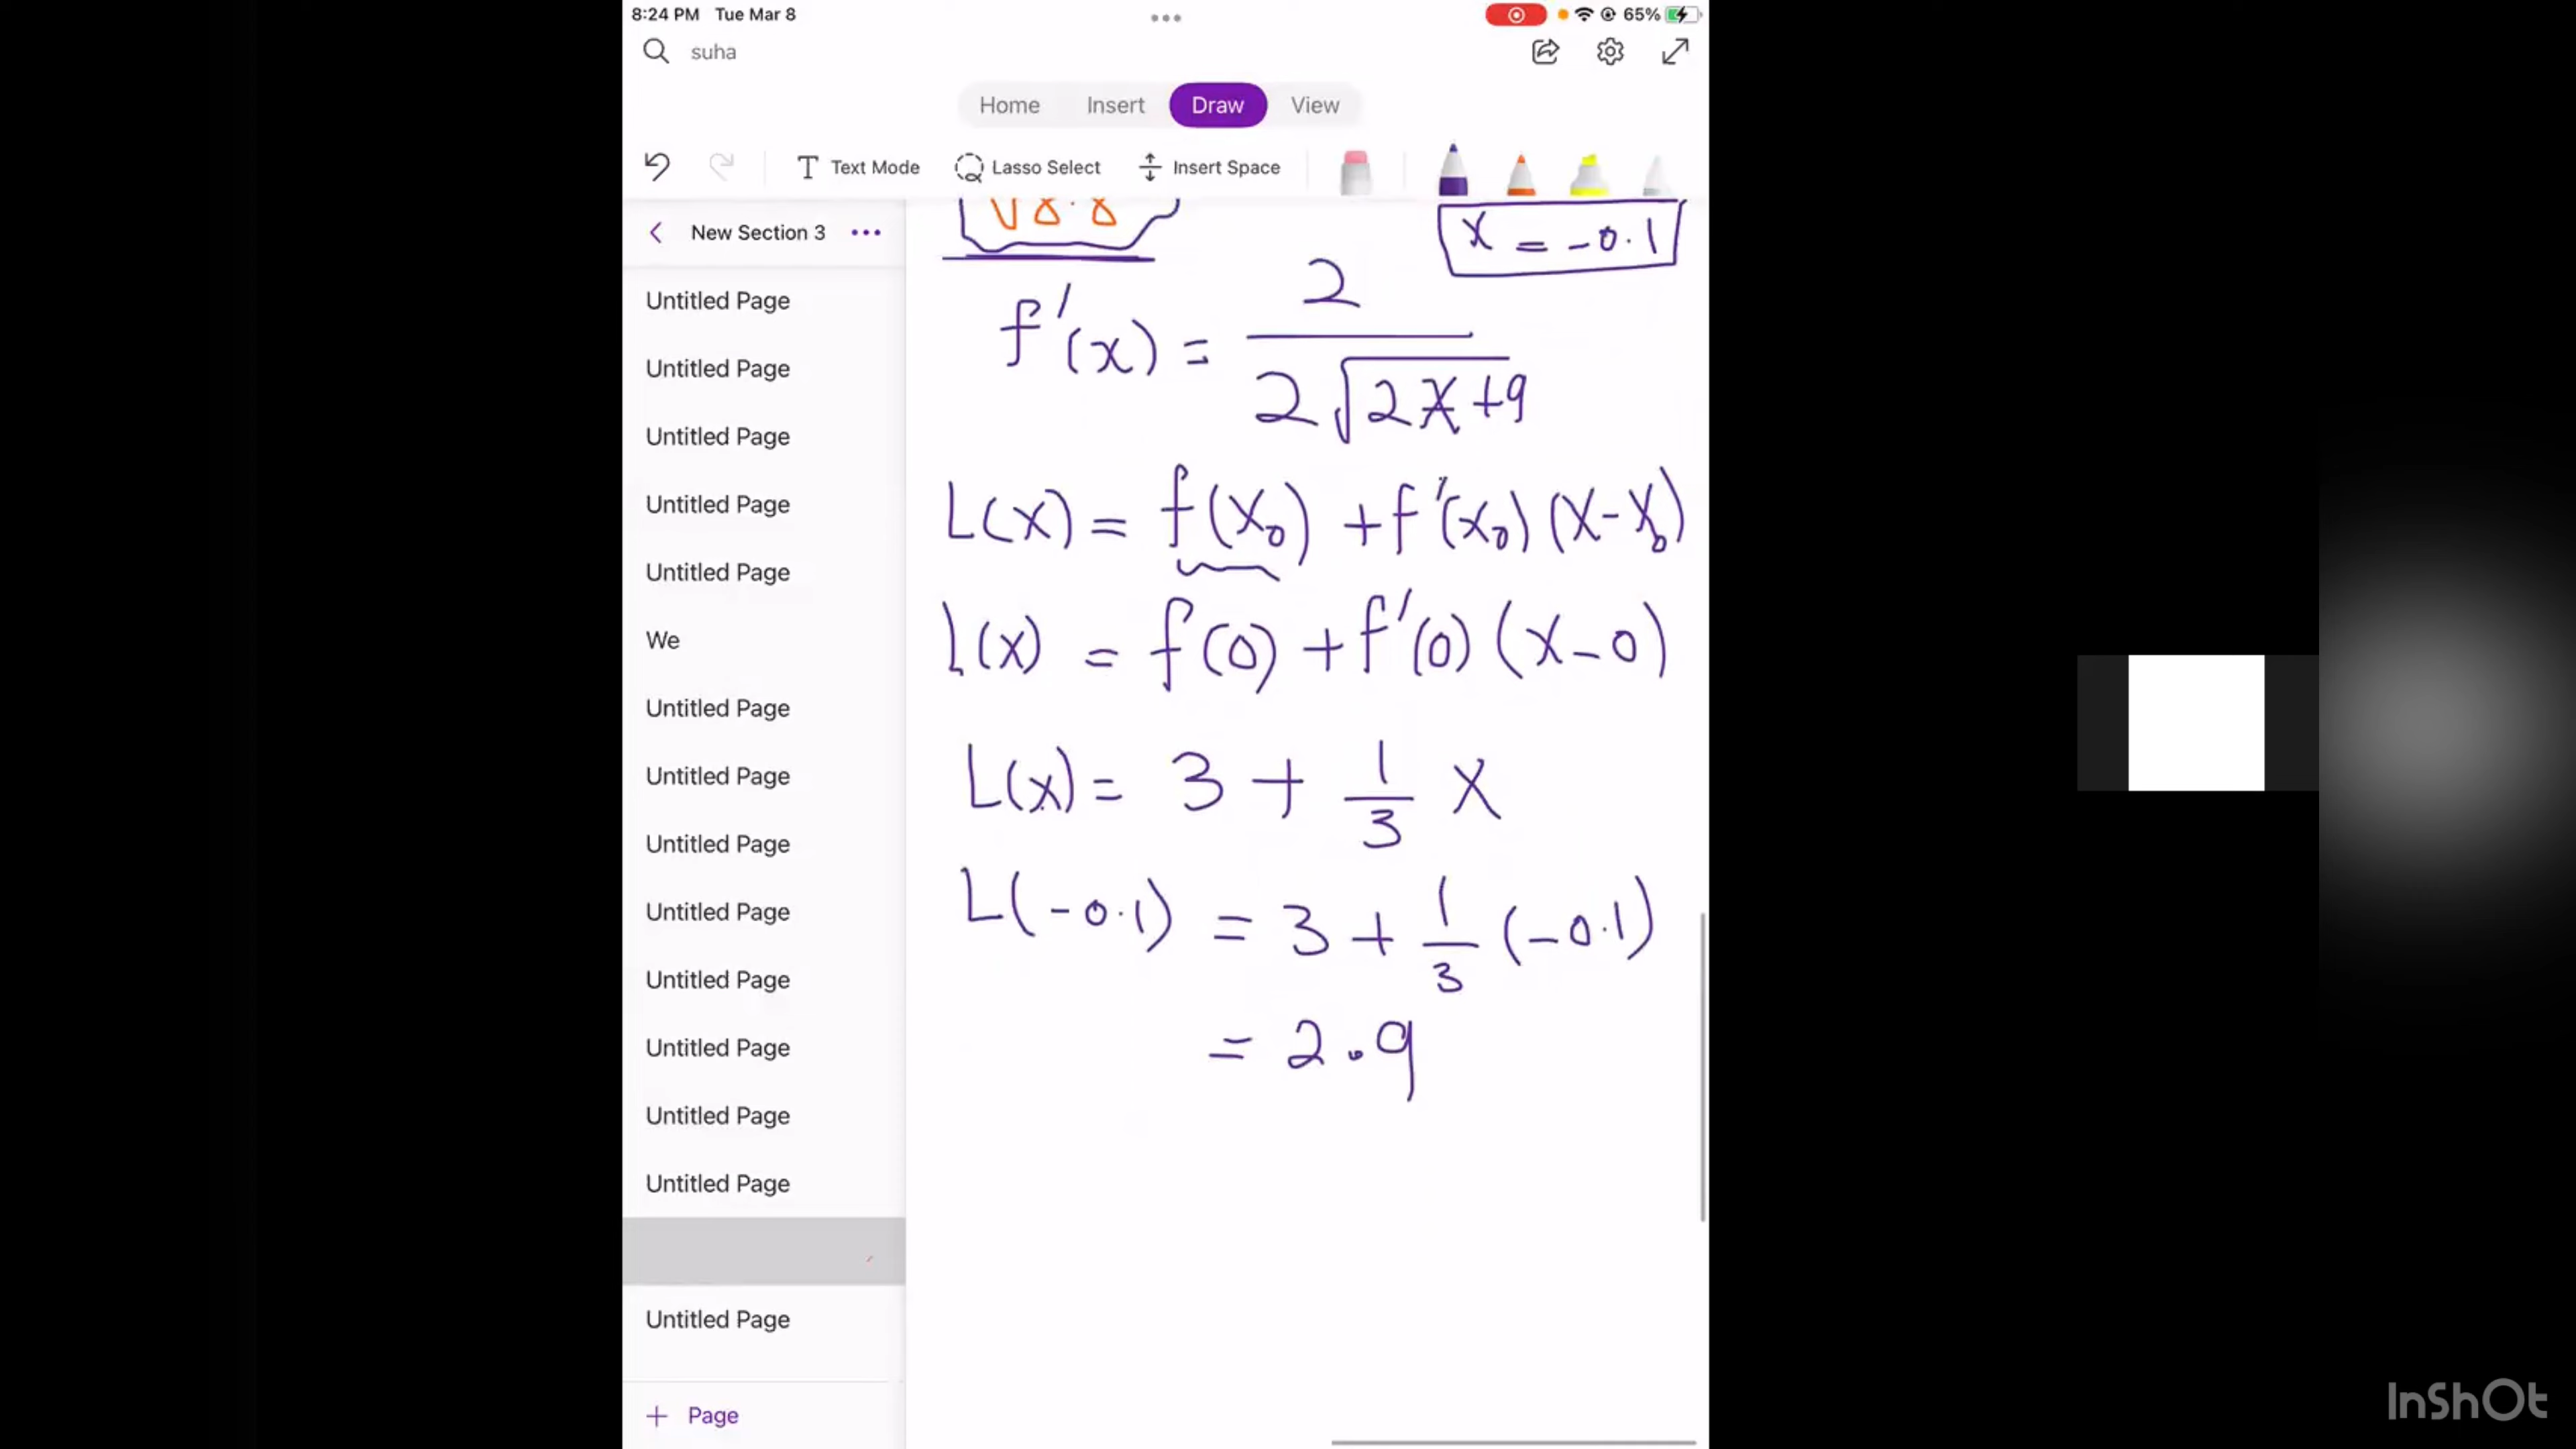 8:24 PM Tue Mar 8
65%
suha
Home Insert Draw View
Text Mode Lasso Select Insert Space
New Section 3
Untitled Page
Untitled Page
Untitled Page
Untitled Page
Untitled Page
We
Untitled Page
Untitled Page
Untitled Page
Untitled Page
Untitled Page
Untitled Page
Untitled Page
Untitled Page
Untitled Page
+ Page
√8.8
x = -0.1
f'(x) = 2 / 2√2x+9
L(x) = f(x₀) + f'(x₀)(x-x₀)
L(x) = f(0) + f'(0)(x-0)
L(x) = 3 + 1/3 x
L(-0.1) = 3 + 1/3 (-0.1)
= 2.9
InShOt